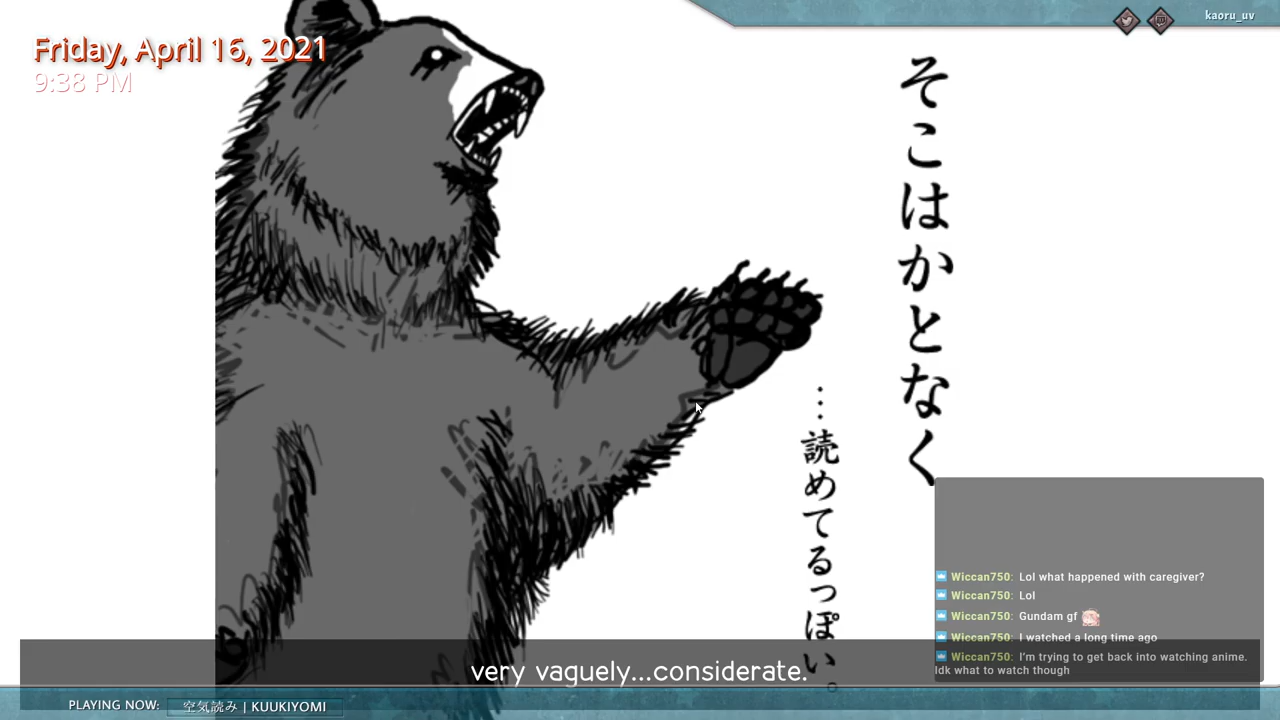 Friday, April 16, 2021
9:38 PM
kaoru_uv
そこはかとなく
…読めてるっぽい。
Wiccan750: Lol what happened with caregiver?
Wiccan750: Lol
Wiccan750: Gundam gf
Wiccan750: I watched a long time ago
Wiccan750: I'm trying to get back into watching anime.
Idk what to watch though
very vaguely...considerate.
PLAYING NOW: 空気読み | KUUKIYOMI